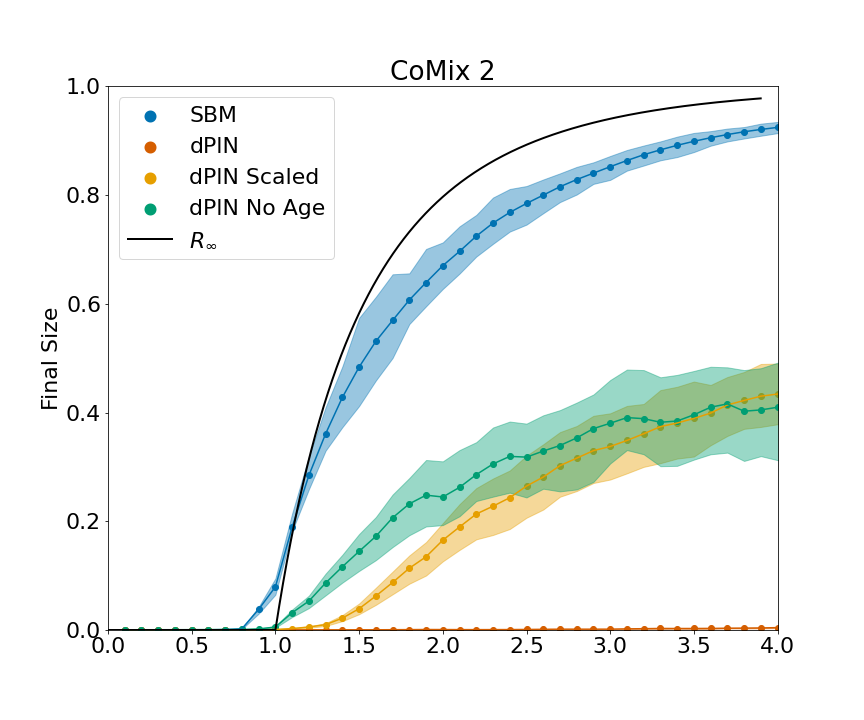 CoMix 2
1.0
0.8
0.6
0.4
0.2
0.0
Final Size
SBM
dPIN
dPIN Scaled
dPIN No Age
R∞
0.0 0.5 1.0 1.5 2.0 2.5 3.0 3.5 4.0